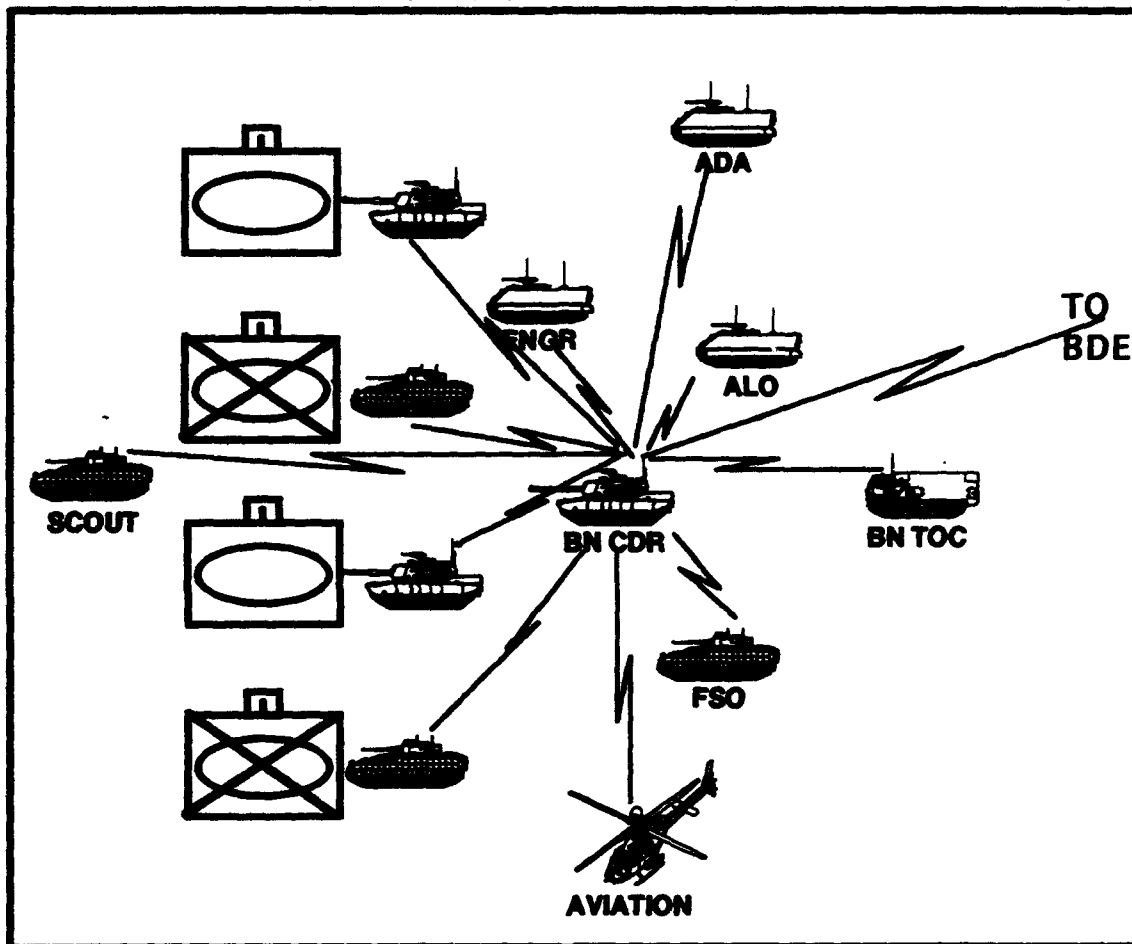 ADA
ENGR
TO
BDE
ALO
SCOUT
BN CDR
BN TOC
FSO
AVIATION